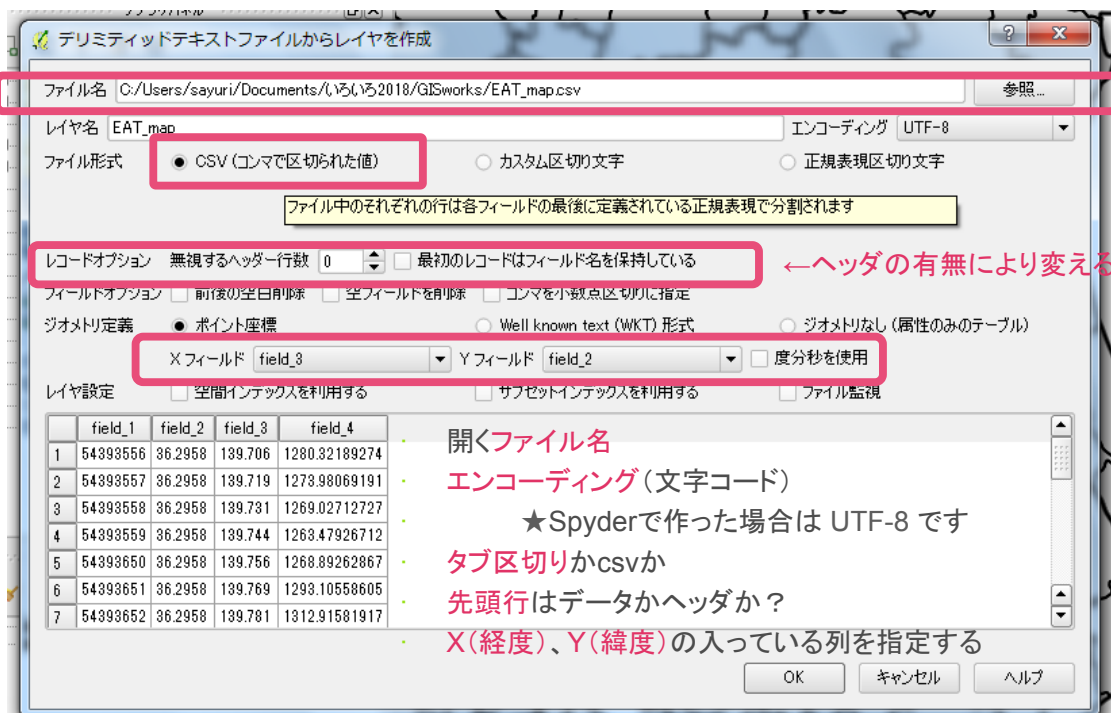 デリミティッドテキストファイルからレイヤを作成
ファイル名 C:/Users/sayuri/Documents/いろいろ2018/GISworks/EAT_map.csv 参照...
レイヤ名 EAT_map エンコーディング UTF-8
ファイル形式 CSV (コンマで区切られた値) カスタム区切り文字 正規表現区切り文字
ファイル中のそれぞれの行は各フィールドの最後に定義されている正規表現で分割されます
レコードオプション 無視するヘッダー行数 0 最初のレコードはフィールド名を保持している ←ヘッダの有無により変える
フィールドオプション 前後の空白削除 空フィールドを削除 コンマを小数点区切りに指定
ジオメトリ定義 ポイント座標 Well known text (WKT) 形式 ジオメトリなし (属性のみのテーブル)
X フィールド field_3 Y フィールド field_2 度分秒を使用
レイヤ設定 空間インデックスを利用する サブセットインデックスを利用する ファイル監視
field_1 field_2 field_3 field_4
1 54393556 36.2958 139.706 1280.32189274
2 54393557 36.2958 139.719 1273.98069191
3 54393558 36.2958 139.731 1269.02712727
4 54393559 36.2958 139.744 1263.47926712
5 54393650 36.2958 139.756 1268.89262867
6 54393651 36.2958 139.769 1293.10558605
7 54393652 36.2958 139.781 1312.91581917
開くファイル名
エンコーディング（文字コード）
★Spyderで作った場合は UTF-8 です
タブ区切りかcsvか
先頭行はデータかヘッダか？
X（経度）、Y（緯度）の入っている列を指定する
OK キャンセル ヘルプ